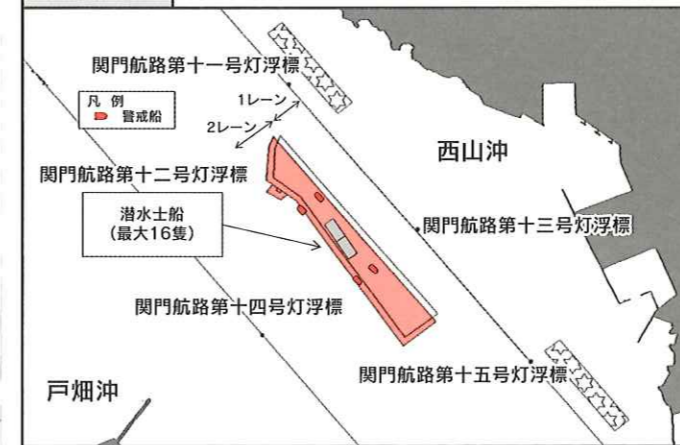 関門航路第十一号灯浮標
凡 例
警戒船
1レーン
2レーン
西山沖
関門航路第十二号灯浮標
潜水士船
(最大16隻)
関門航路第十三号灯浮標
関門航路第十四号灯浮標
関門航路第十五号灯浮標
戸畑沖